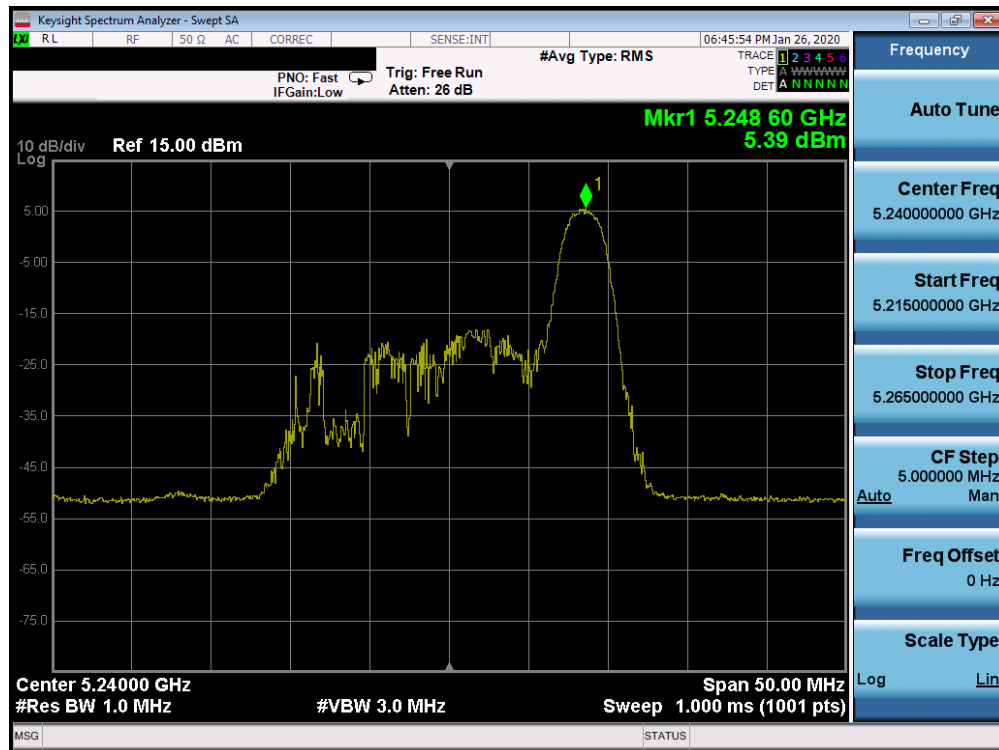 Keysight Spectrum Analyzer - Swept SA
LXI RL RF 50 Ω AC CORREC SENSE:INT 06:45:54 PM Jan 26, 2020
#Avg Type: RMS TRACE 1 2 3 4 5 6
PNO: Fast Trig: Free Run TYPE A WWWWW
IFGain:Low Atten: 26 dB DET A N N N N N
Mkr1 5.248 60 GHz
5.39 dBm
10 dB/div Ref 15.00 dBm
Log
1
5.00
-5.00
-15.0
-25.0
-35.0
-45.0
-55.0
-65.0
-75.0
Center 5.24000 GHz Span 50.00 MHz
#Res BW 1.0 MHz #VBW 3.0 MHz Sweep 1.000 ms (1001 pts)
MSG STATUS
Frequency
Auto Tune
Center Freq
5.240000000 GHz
Start Freq
5.215000000 GHz
Stop Freq
5.265000000 GHz
CF Step
5.000000 MHz
Auto Man
Freq Offset
0 Hz
Scale Type
Log Lin